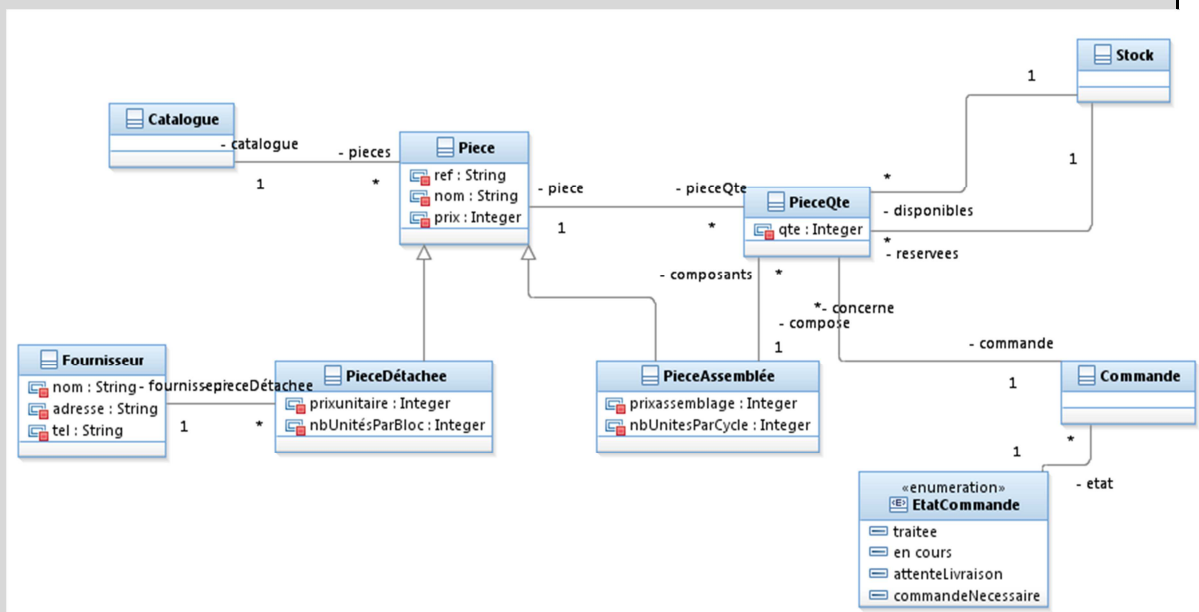 Stock
1
Catalogue
- catalogue
- pieces
1
*
Piece
ref : String
nom : String
prix : Integer
- piece
- pieceQte
1
*
PieceQte
qte : Integer
*
- disponibles
1
*
- reservees
- composants
*
*- concerne
- compose
1
- commande
1
Fournisseur
nom : String
adresse : String
tel : String
- fournissepieceDétachee
1
*
PieceDétachee
prixunitaire : Integer
nbUnitésParBloc : Integer
PieceAssemblée
prixassemblage : Integer
nbUnitesParCycle : Integer
Commande
*
1
- etat
«enumeration»
EtatCommande
traitee
en cours
attenteLivraison
commandeNecessaire